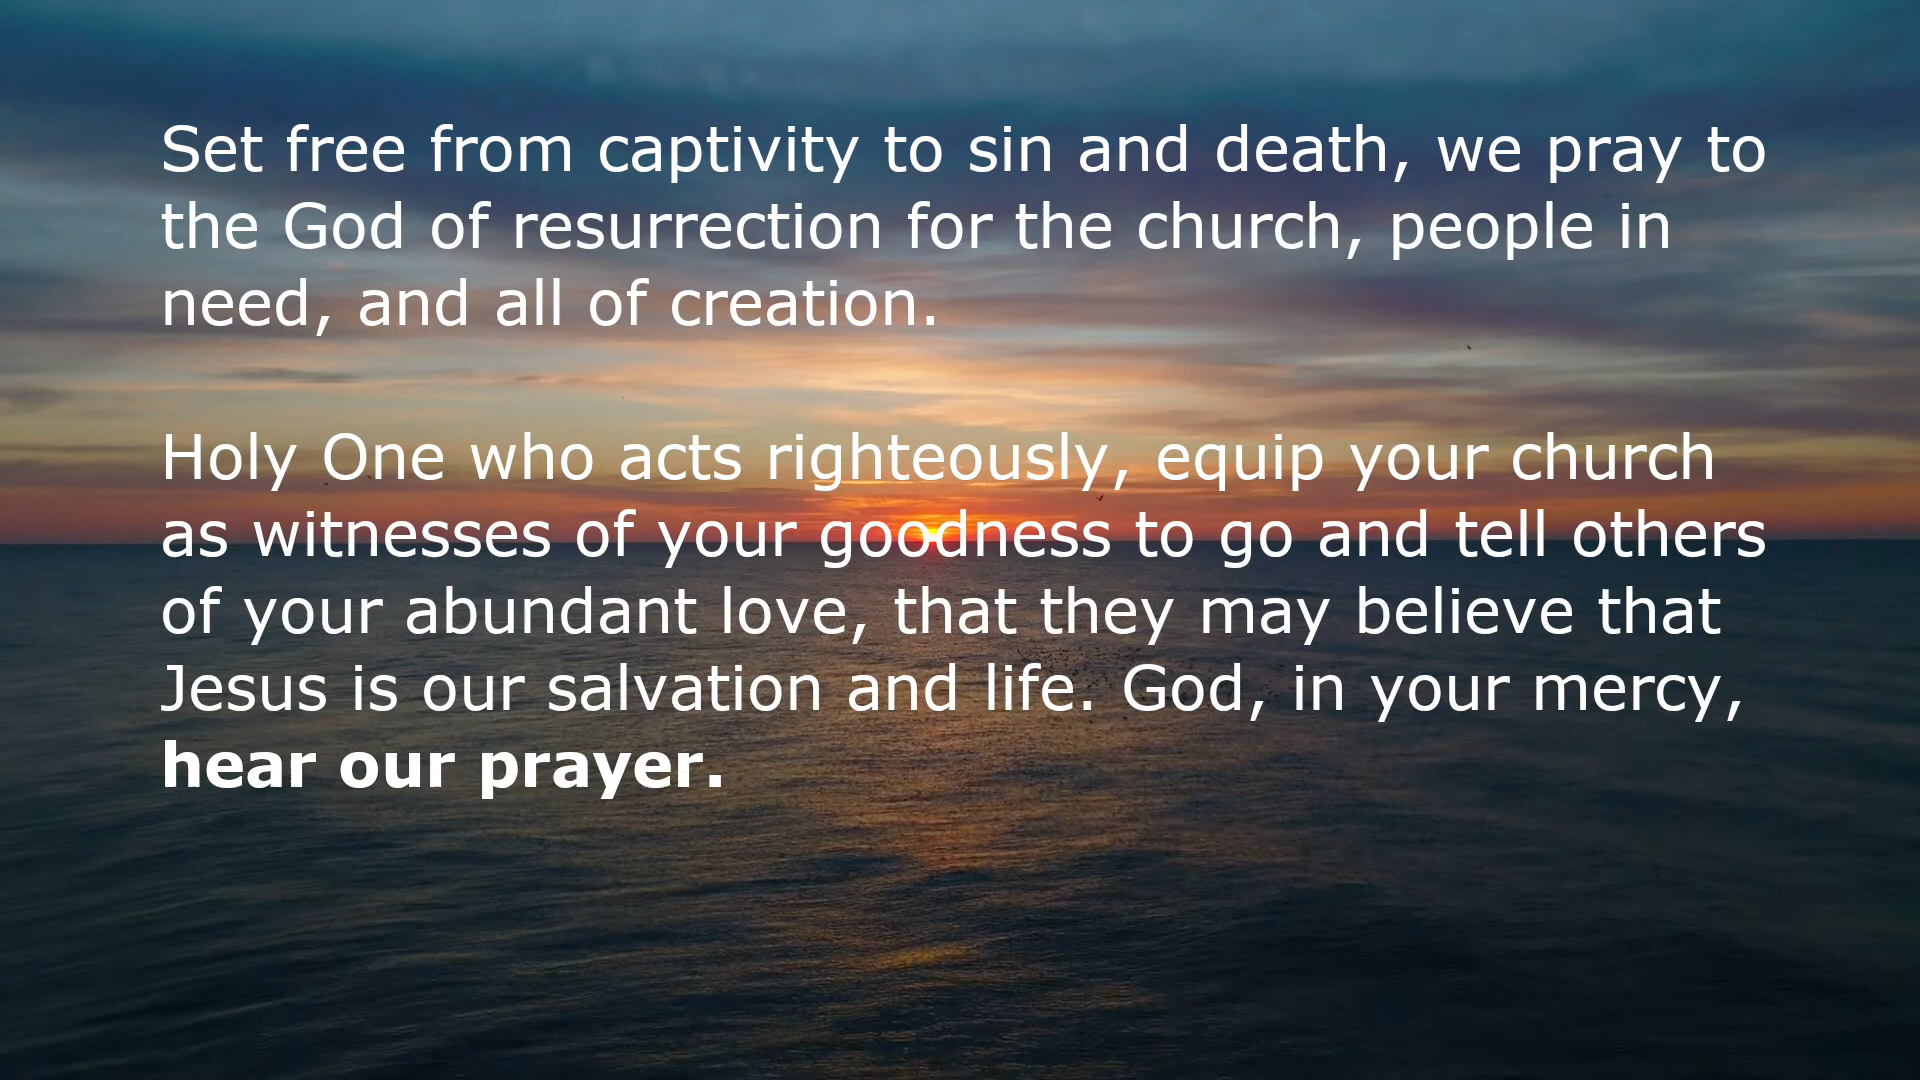 Set free from captivity to sin and death, we pray to
the God of resurrection for the church, people in
need, and all of creation.
Holy One who acts righteously, equip your church
as witnesses of your goodness to go and tell others
of your abundant love, that they may believe that
Jesus is our salvation and life. God, in your mercy,
hear our prayer.